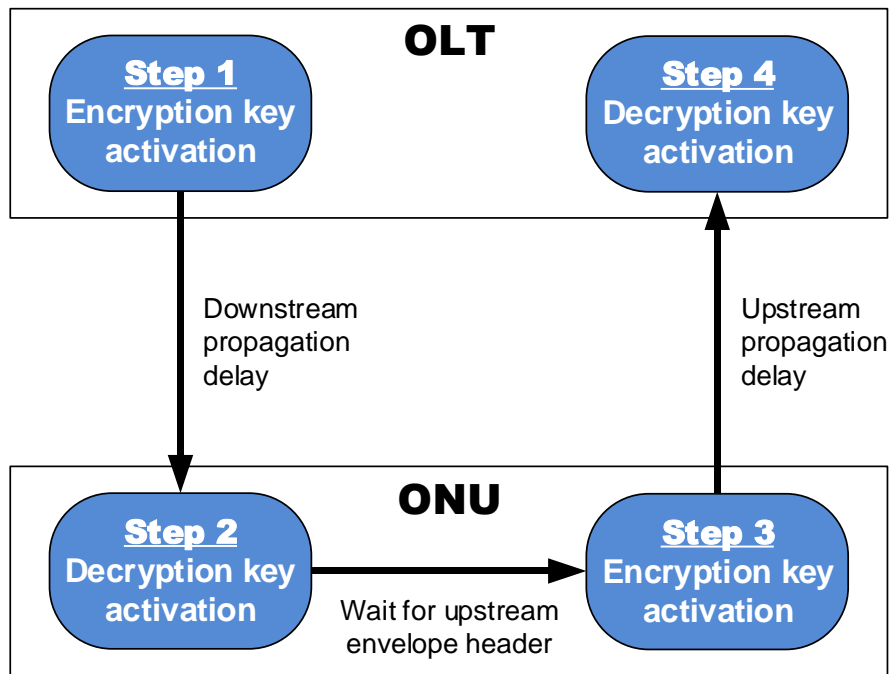 OLT
Step 1
Encryption key
activation
Step 4
Decryption key
activation
Downstream
propagation
delay
Upstream
propagation
delay
ONU
Step 2
Decryption key
activation
Wait for upstream
envelope header
Step 3
Encryption key
activation